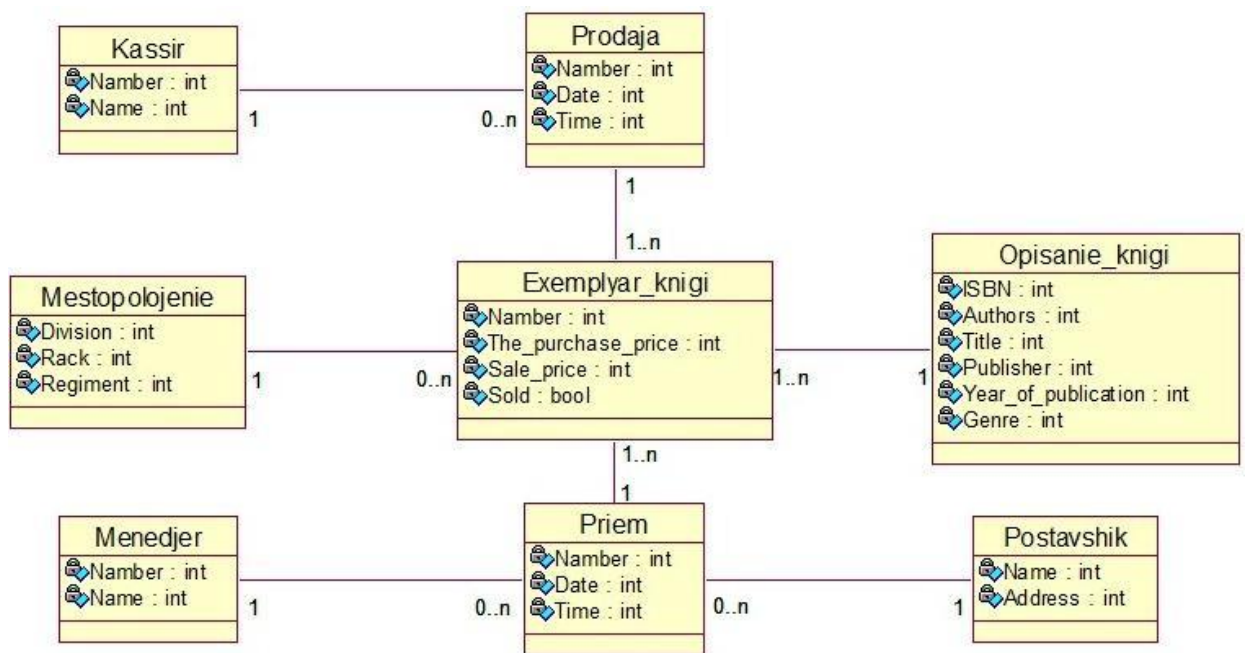 Kassir
Namber : int
Name : int
1
0..n
Prodaja
Namber : int
Date : int
Time : int
1
1..n
Mestopolojenie
Division : int
Rack : int
Regiment : int
1
0..n
Exemplyar_knigi
Namber : int
The_purchase_price : int
Sale_price : int
Sold : bool
1..n
1
Opisanie_knigi
ISBN : int
Authors : int
Title : int
Publisher : int
Year_of_publication : int
Genre : int
1..n
1
Menedjer
Namber : int
Name : int
1
0..n
Priem
Namber : int
Date : int
Time : int
0..n
1
Postavshik
Name : int
Address : int